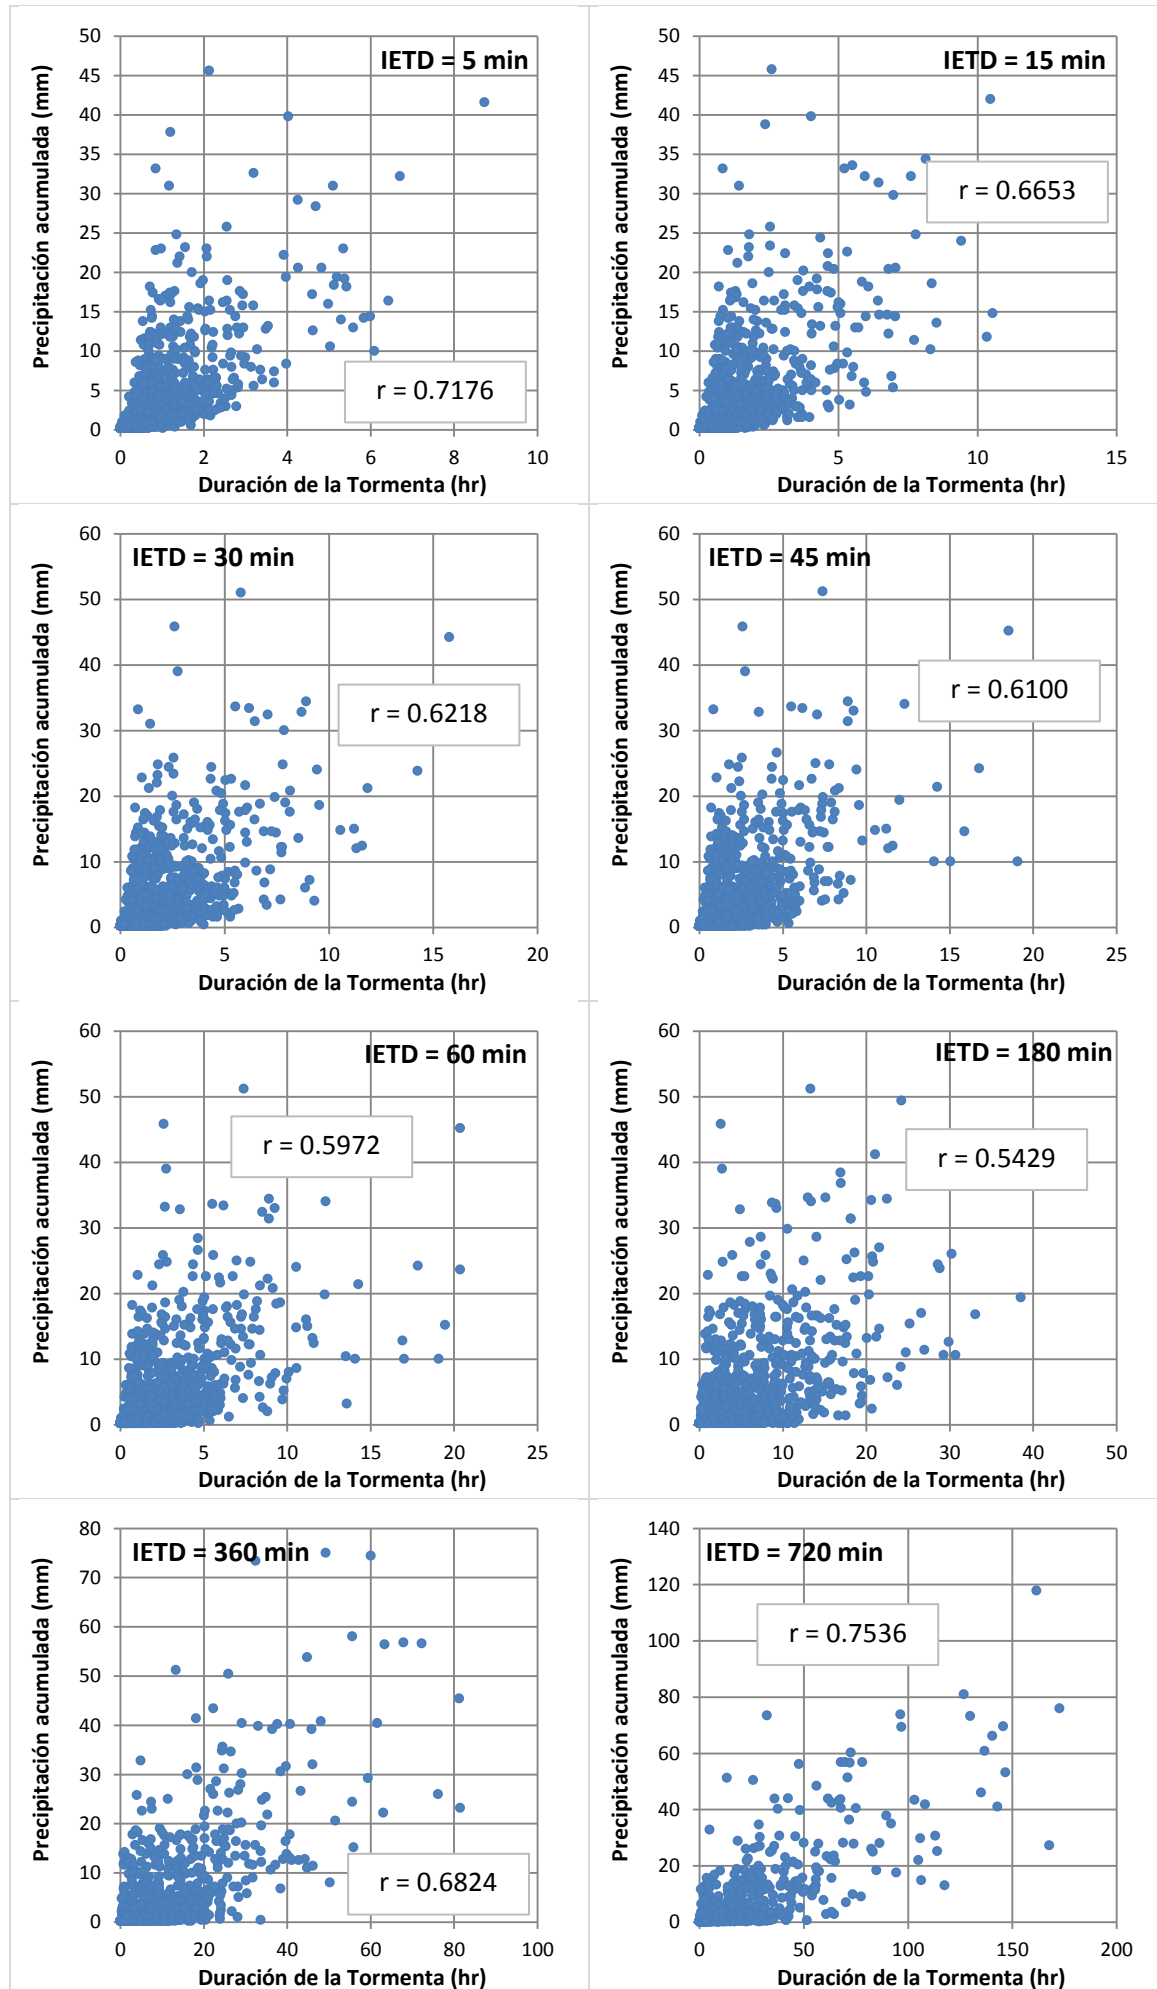 IETD = 5 min
Precipitación acumulada (mm)
50
45
40
35
30
25
20
15
10
5
0
r = 0.7176
0 2 4 6 8 10
Duración de la Tormenta (hr)
IETD = 15 min
Precipitación acumulada (mm)
50
45
40
35
30
25
20
15
10
5
0
r = 0.6653
0 5 10 15
Duración de la Tormenta (hr)
IETD = 30 min
Precipitación acumulada (mm)
60
50
40
30
20
10
0
r = 0.6218
0 5 10 15 20
Duración de la Tormenta (hr)
IETD = 45 min
Precipitación acumulada (mm)
60
50
40
30
20
10
0
r = 0.6100
0 5 10 15 20 25
Duración de la Tormenta (hr)
IETD = 60 min
Precipitación acumulada (mm)
60
50
40
30
20
10
0
r = 0.5972
0 5 10 15 20 25
Duración de la Tormenta (hr)
IETD = 180 min
Precipitación acumulada (mm)
60
50
40
30
20
10
0
r = 0.5429
0 10 20 30 40 50
Duración de la Tormenta (hr)
IETD = 360 min
Precipitación acumulada (mm)
80
70
60
50
40
30
20
10
0
r = 0.6824
0 20 40 60 80 100
Duración de la Tormenta (hr)
IETD = 720 min
Precipitación acumulada (mm)
140
120
100
80
60
40
20
0
r = 0.7536
0 50 100 150 200
Duración de la Tormenta (hr)